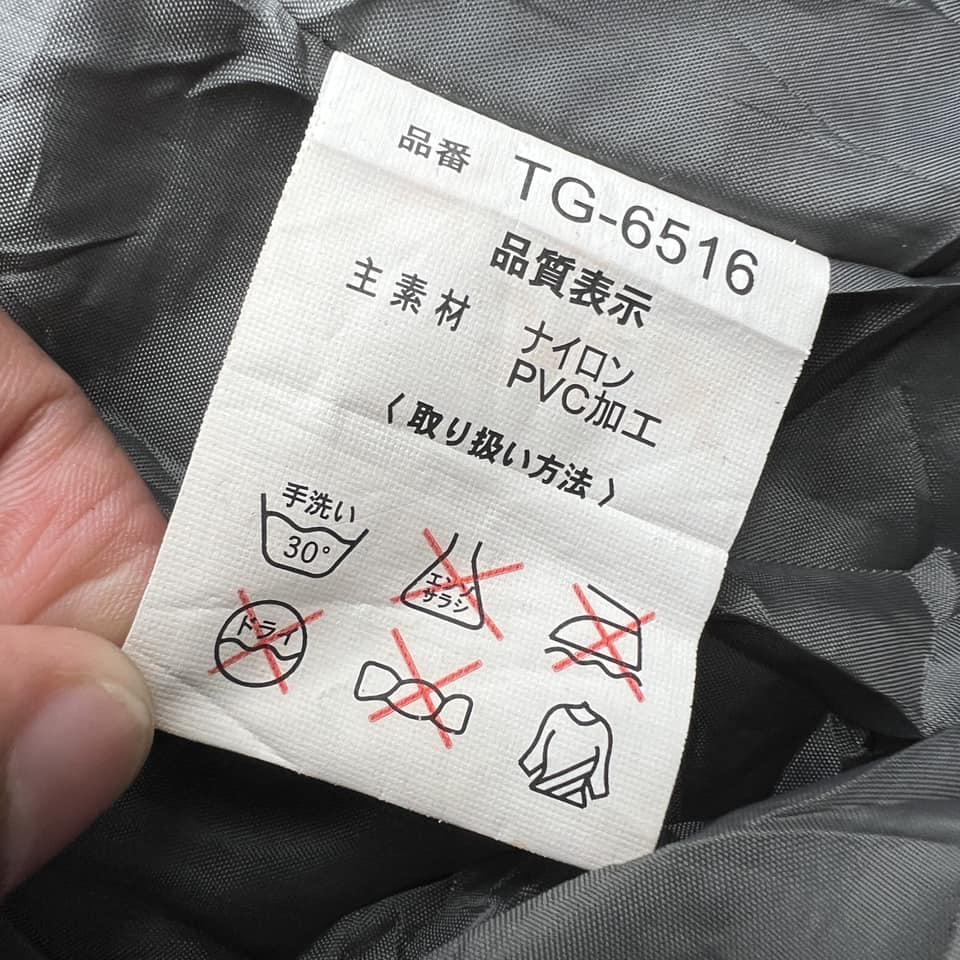 品番 TG-6516
品質表示
主素材 ナイロン
PVC加工
〈取り扱い方法〉
手洗い
30°
エンソ
サラシ
ドライ